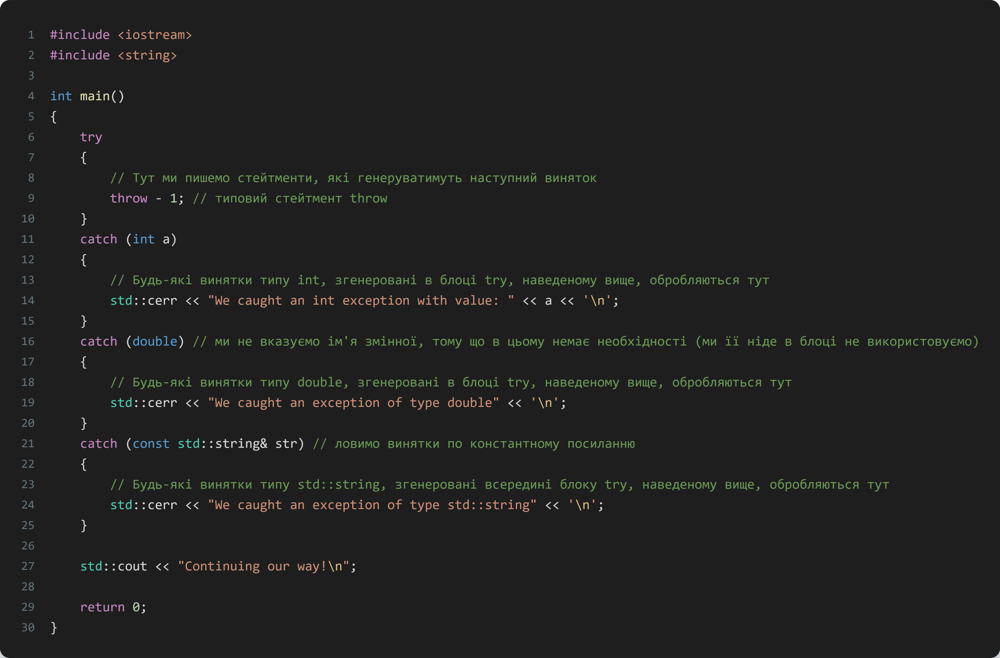 1 #include <iostream>
2 #include <string>
3
4 int main()
5 {
6     try
7     {
8         // Тут ми пишемо стейтменти, які генеруватимуть наступний виняток
9         throw - 1; // типовий стейтмент throw
10     }
11     catch (int a)
12     {
13         // Будь-які винятки типу int, згенеровані в блоці try, наведеному вище, обробляються тут
14         std::cerr << "We caught an int exception with value: " << a << '\n';
15     }
16     catch (double) // ми не вказуємо ім'я змінної, тому що в цьому немає необхідності (ми її ніде в блоці не використовуємо)
17     {
18         // Будь-які винятки типу double, згенеровані в блоці try, наведеному вище, обробляються тут
19         std::cerr << "We caught an exception of type double" << '\n';
20     }
21     catch (const std::string& str) // ловимо винятки по константному посиланню
22     {
23         // Будь-які винятки типу std::string, згенеровані всередині блоку try, наведеному вище, обробляються тут
24         std::cerr << "We caught an exception of type std::string" << '\n';
25     }
26
27     std::cout << "Continuing our way!\n";
28
29     return 0;
30 }